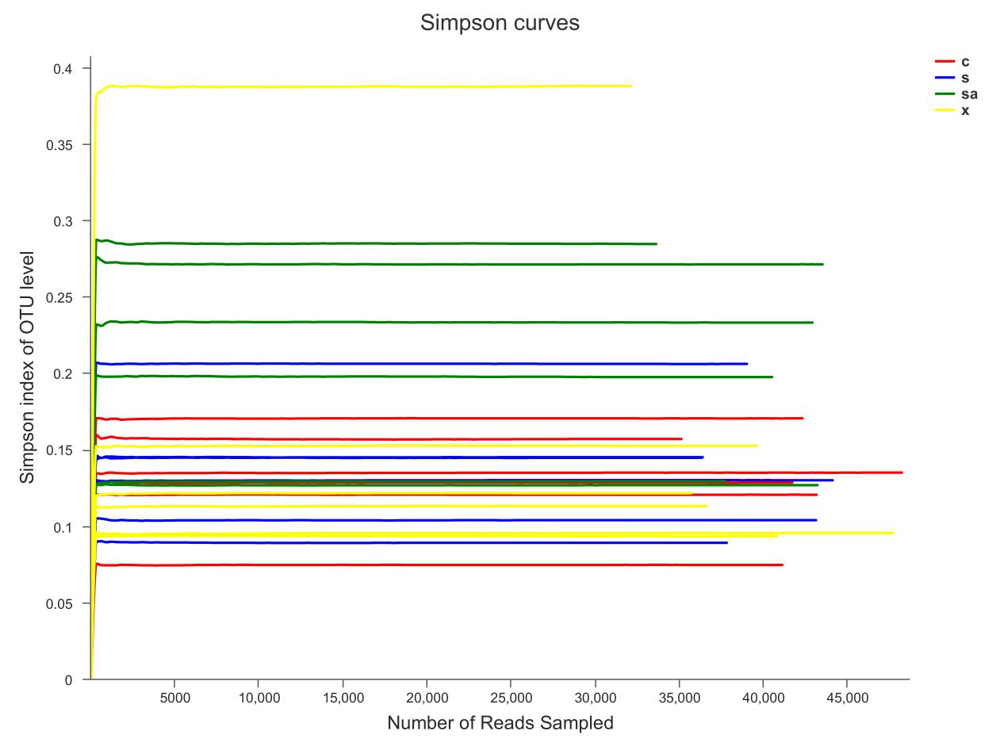 Simpson curves
c
s
sa
x
Simpson index of OTU level
0.4
0.35
0.3
0.25
0.2
0.15
0.1
0.05
0
5000 10,000 15,000 20,000 25,000 30,000 35,000 40,000 45,000
Number of Reads Sampled